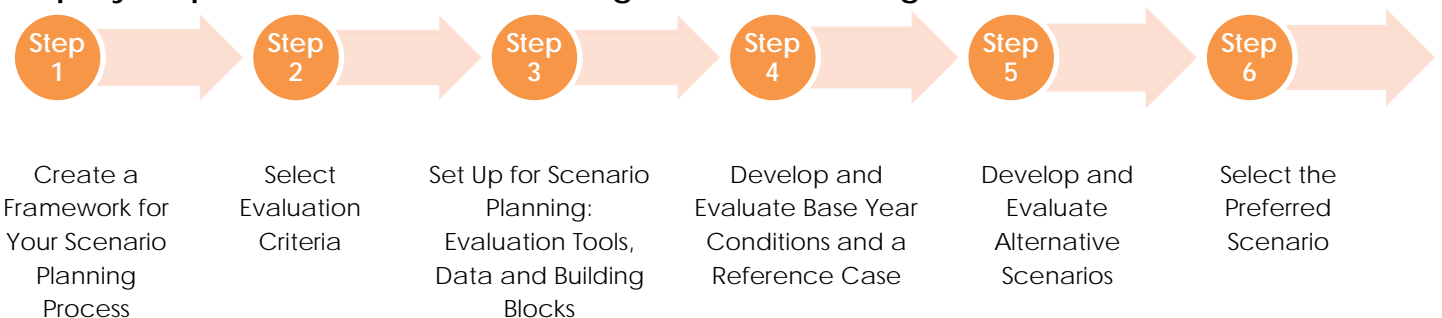 Step
1
Step
2
Step
3
Step
4
Step
5
Step
6
Create a
Framework for
Your Scenario
Planning
Process
Select
Evaluation
Criteria
Set Up for Scenario
Planning:
Evaluation Tools,
Data and Building
Blocks
Develop and
Evaluate Base Year
Conditions and a
Reference Case
Develop and
Evaluate
Alternative
Scenarios
Select the
Preferred
Scenario